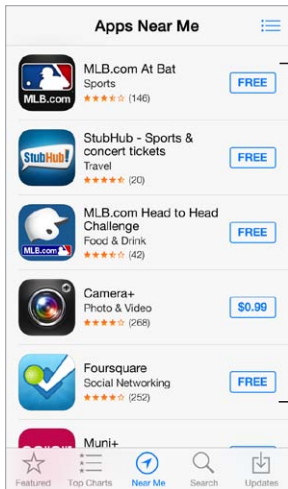 Apps Near Me
MLB.com At Bat
Sports
(146)
FREE
MLB.com
StubHub - Sports &
concert tickets
Travel
(20)
FREE
StubHub!
MLB.com Head to Head
Challenge
Food & Drink
(42)
FREE
MLB.com
Camera+
Photo & Video
(268)
$0.99
Foursquare
Social Networking
(252)
FREE
Muni+
Featured
Top Charts
Near Me
Search
Updates